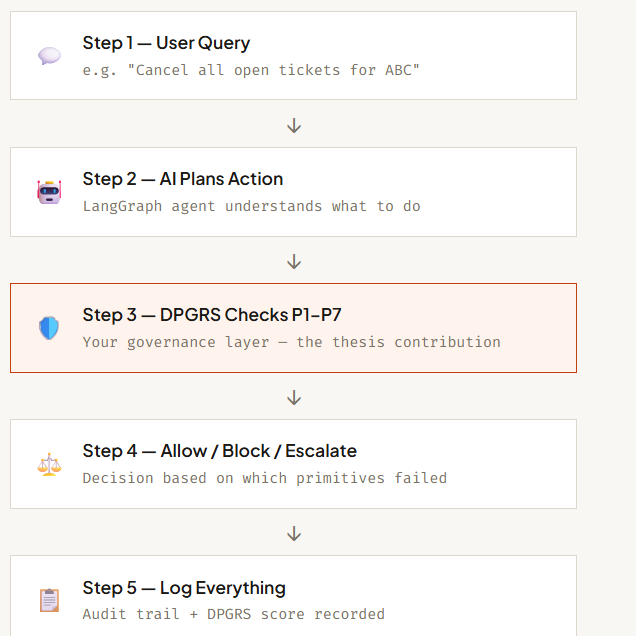 Step 1 — User Query
e.g. "Cancel all open tickets for ABC"
↓
Step 2 — AI Plans Action
LangGraph agent understands what to do
↓
Step 3 — DPGRS Checks P1–P7
Your governance layer — the thesis contribution
↓
Step 4 — Allow / Block / Escalate
Decision based on which primitives failed
↓
Step 5 — Log Everything
Audit trail + DPGRS score recorded